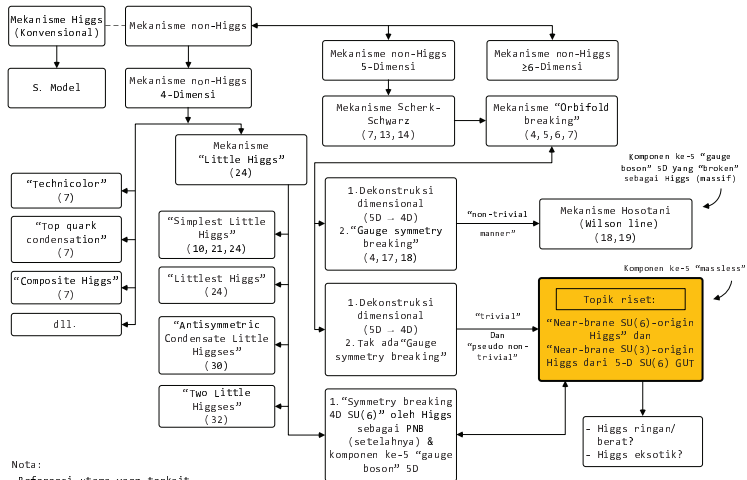 Mekanisme Higgs
(Konvensional)
Mekanisme non-Higgs
S. Model
Mekanisme non-Higgs
4-Dimensi
Mekanisme non-Higgs
5-Dimensi
Mekanisme non-Higgs
≥6-Dimensi
Mekanisme Scherk-
Schwarz
(7,13,14)
Mekanisme “Orbifold
breaking”
(4,5,6,7)
Mekanisme
“Little Higgs”
(24)
“Technicolor”
(7)
“Top quark
condensation”
(7)
“Composite Higgs”
(7)
dll.
“Simplest Little
Higgs”
(10,21,24)
“Littlest Higgs”
(24)
“Antisymmetric
Condensate Little
Higgses”
(30)
“Two Little
Higgses”
(32)
1.Dekonstruksi
dimensional
(5D → 4D)
2.“Gauge symmetry
breaking”
(4,17,18)
“non-trivial
manner”
Mekanisme Hosotani
(Wilson line)
(18,19)
Komponen ke-5 “gauge
boson” 5D yang “broken”
sebagai Higgs (massif)
1.Dekonstruksi
dimensional
(5D → 4D)
2.Tak ada“Gauge
symmetry breaking”
“trivial”
Dan
“pseudo non-
trivial”
Komponen ke-5 “massless”
Topik riset:
“Near-brane SU(6)-origin
Higgs” dan
“Near-brane SU(3)-origin
Higgs dari 5-D SU(6) GUT
1.“Symmetry breaking
4D SU(6)” oleh Higgs
sebagai PNB
(setelahnya) &
komponen ke-5 “gauge
boson” 5D
– Higgs ringan/
berat?
– Higgs eksotik?
Nota: